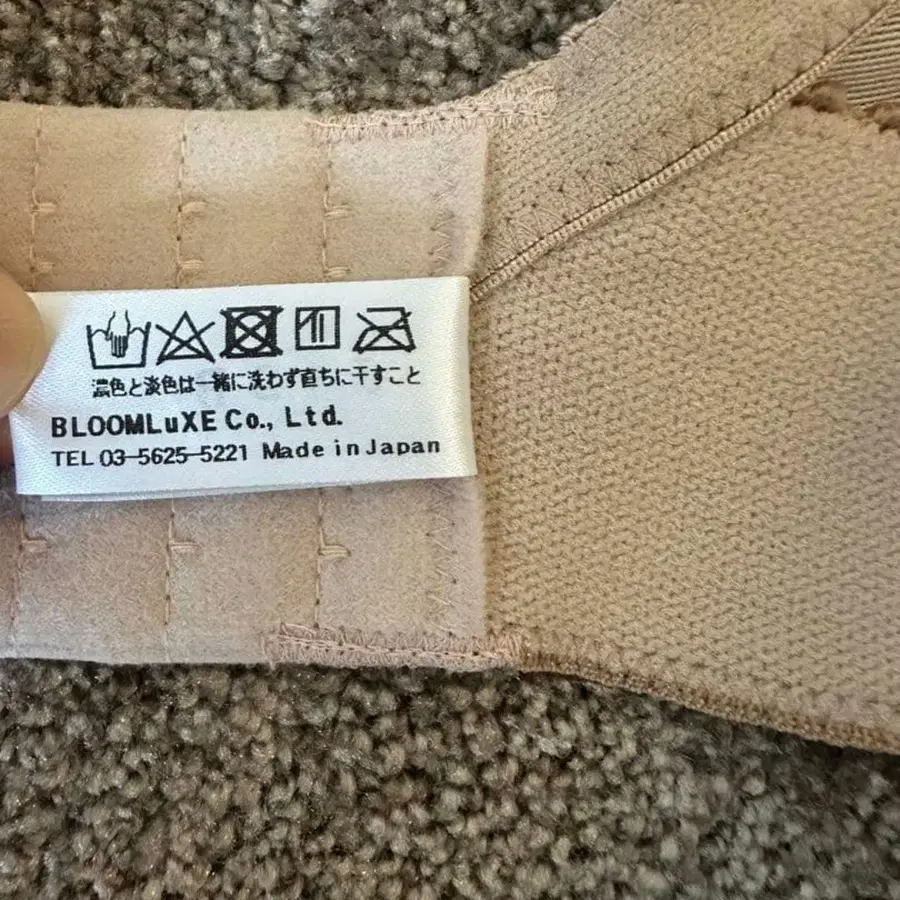 濃色と淡色は一緒に洗わず直ちに干すこと
BLOOMLuXE Co., Ltd.
TEL 03-5625-5221 Made in Japan